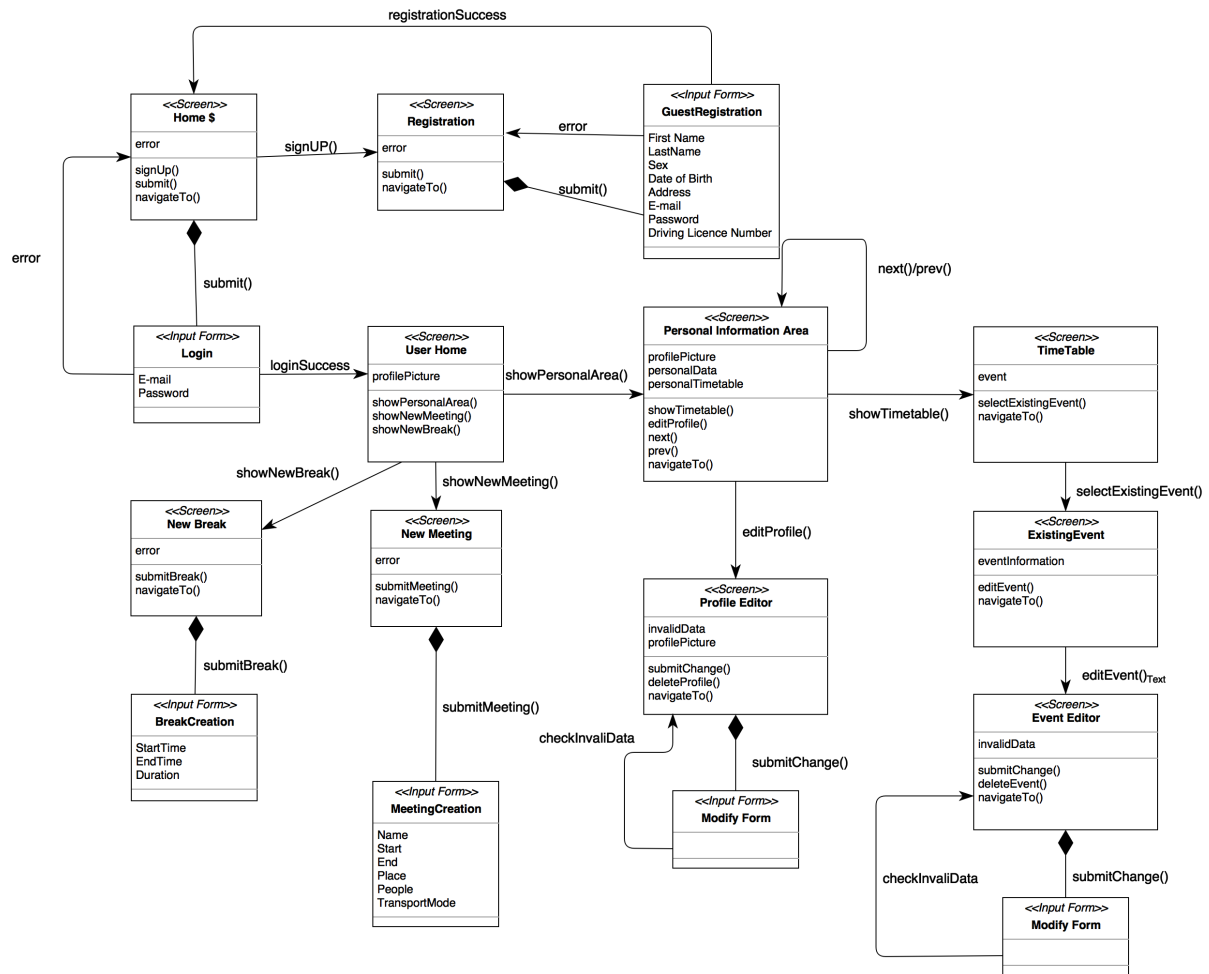 registrationSuccess
<<Screen>>
Home $
error
signUp()
submit()
navigateTo()
signUP()
<<Screen>>
Registration
error
submit()
navigateTo()
error
submit()
<<Input Form>>
GuestRegistration
First Name
LastName
Sex
Date of Birth
Address
E-mail
Password
Driving Licence Number
error
submit()
next()/prev()
<<Input Form>>
Login
E-mail
Password
loginSuccess
<<Screen>>
User Home
profilePicture
showPersonalArea()
showNewMeeting()
showNewBreak()
showPersonalArea()
<<Screen>>
Personal Information Area
profilePicture
personalData
personalTimetable
showTimetable()
editProfile()
next()
prev()
navigateTo()
showTimetable()
<<Screen>>
TimeTable
event
selectExistingEvent()
navigateTo()
showNewBreak()
showNewMeeting()
editProfile()
selectExistingEvent()
<<Screen>>
New Break
error
submitBreak()
navigateTo()
<<Screen>>
New Meeting
error
submitMeeting()
navigateTo()
<<Screen>>
Profile Editor
invalidData
profilePicture
submitChange()
deleteProfile()
navigateTo()
<<Screen>>
ExistingEvent
eventInformation
editEvent()
navigateTo()
submitBreak()
submitMeeting()
checkInvaliData
submitChange()
editEvent()Text
<<Input Form>>
BreakCreation
StartTime
EndTime
Duration
<<Input Form>>
MeetingCreation
Name
Start
End
Place
People
TransportMode
<<Input Form>>
Modify Form
<<Screen>>
Event Editor
invalidData
submitChange()
deleteEvent()
navigateTo()
checkInvaliData
submitChange()
<<Input Form>>
Modify Form